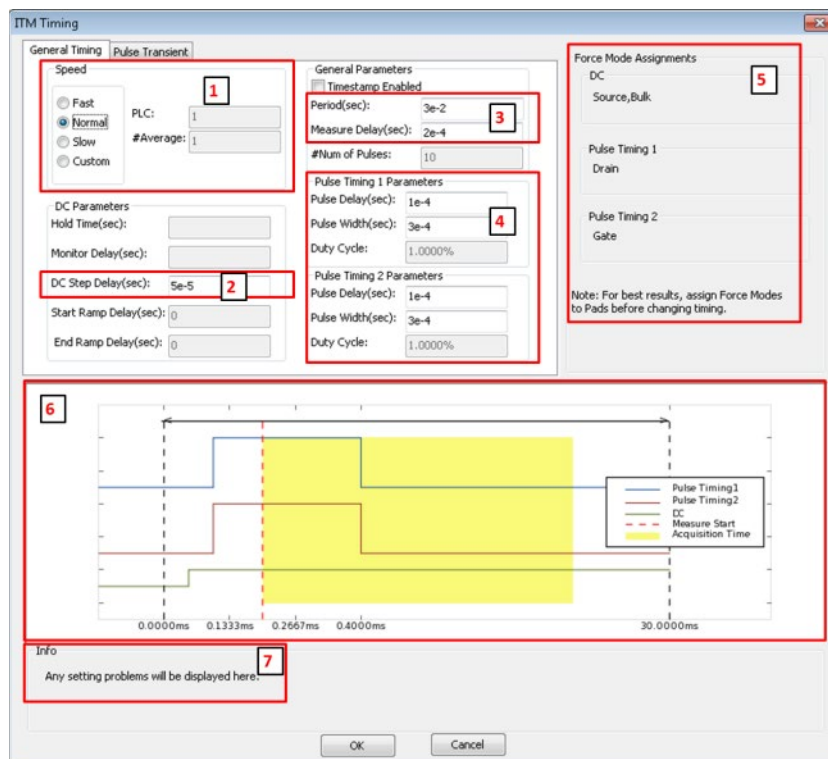 ITM Timing
General Timing
Pulse Transient
Speed
1
Fast
Normal
Slow
Custom
PLC: 1
#Average: 1
DC Parameters
Hold Time(sec):
Monitor Delay(sec):
DC Step Delay(sec): 5e-5
2
Start Ramp Delay(sec): 0
End Ramp Delay(sec): 0
General Parameters
Timestamp Enabled
Period(sec): 3e-2
3
Measure Delay(sec): 2e-4
#Num of Pulses: 10
Pulse Timing 1 Parameters
Pulse Delay(sec): 1e-4
4
Pulse Width(sec): 3e-4
Duty Cycle: 1.0000%
Pulse Timing 2 Parameters
Pulse Delay(sec): 1e-4
Pulse Width(sec): 3e-4
Duty Cycle: 1.0000%
Force Mode Assignments
5
DC
Source,Bulk
Pulse Timing 1
Drain
Pulse Timing 2
Gate
Note: For best results, assign Force Modes
to Pads before changing timing.
6
Pulse Timing1
Pulse Timing2
DC
Measure Start
Acquisition Time
0.0000ms 0.1333ms 0.2667ms 0.4000ms 30.0000ms
Info
7
Any setting problems will be displayed here.
OK
Cancel